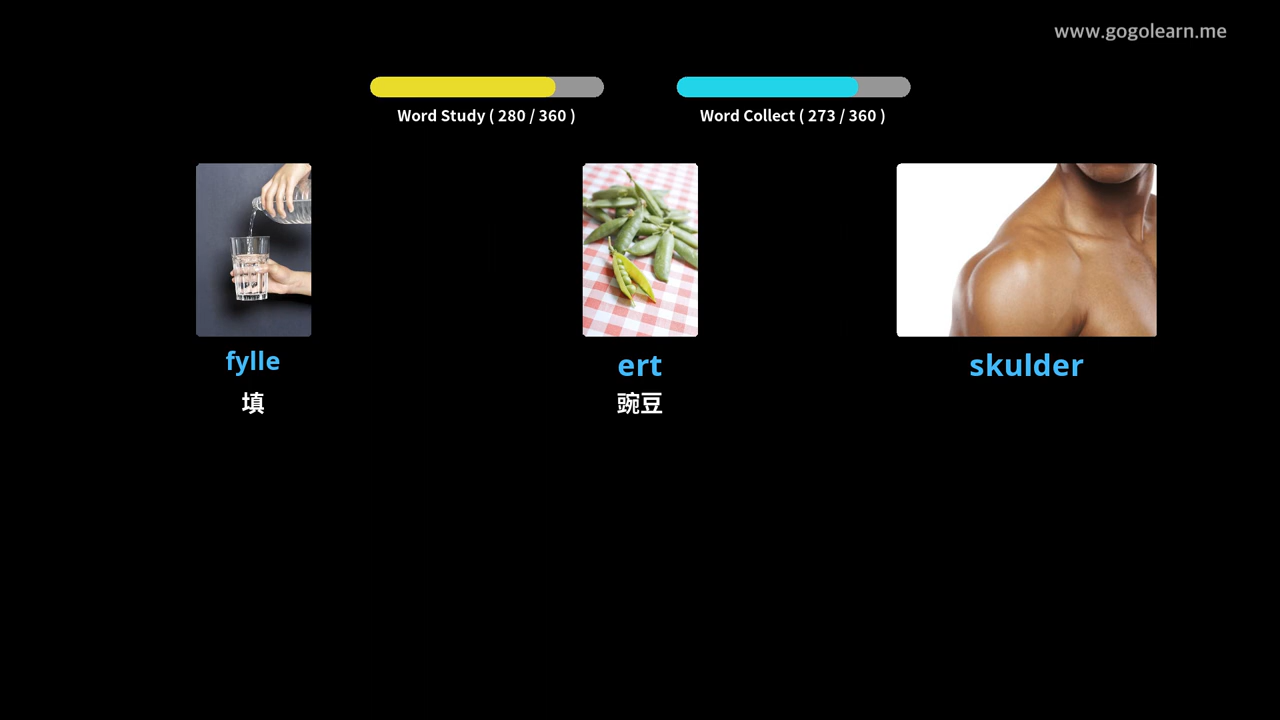 www.gogolearn.me
Word Study ( 280 / 360 )
Word Collect ( 273 / 360 )
fylle
ert
skulder
填
豌豆